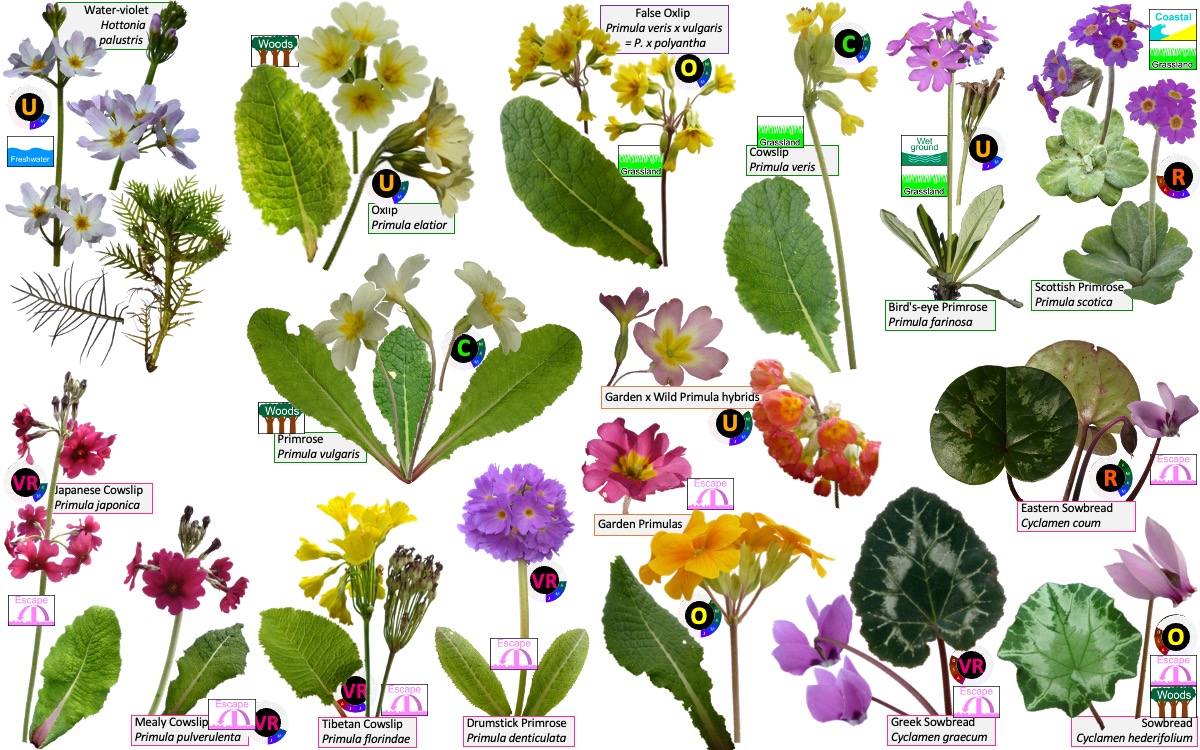 Water-violet
Hottonia
palustris
U
Freshwater
Woods
U
Oxlip
Primula elatior
False Oxlip
Primula veris x vulgaris
= P. x polyantha
O
Grassland
C
Grassland
Cowslip
Primula veris
Wet
ground
Grassland
U
Bird's-eye Primrose
Primula farinosa
Coastal
Grassland
R
Scottish Primrose
Primula scotica
C
Woods
Primrose
Primula vulgaris
Garden x Wild Primula hybrids
U
Escape
Garden Primulas
O
R
Escape
Eastern Sowbread
Cyclamen coum
VR
Japanese Cowslip
Primula japonica
Escape
Escape
VR
Mealy Cowslip
Primula pulverulenta
VR
Escape
Tibetan Cowslip
Primula florindae
VR
Escape
Drumstick Primrose
Primula denticulata
VR
Escape
Greek Sowbread
Cyclamen graecum
O
Escape
Woods
Sowbread
Cyclamen hederifolium